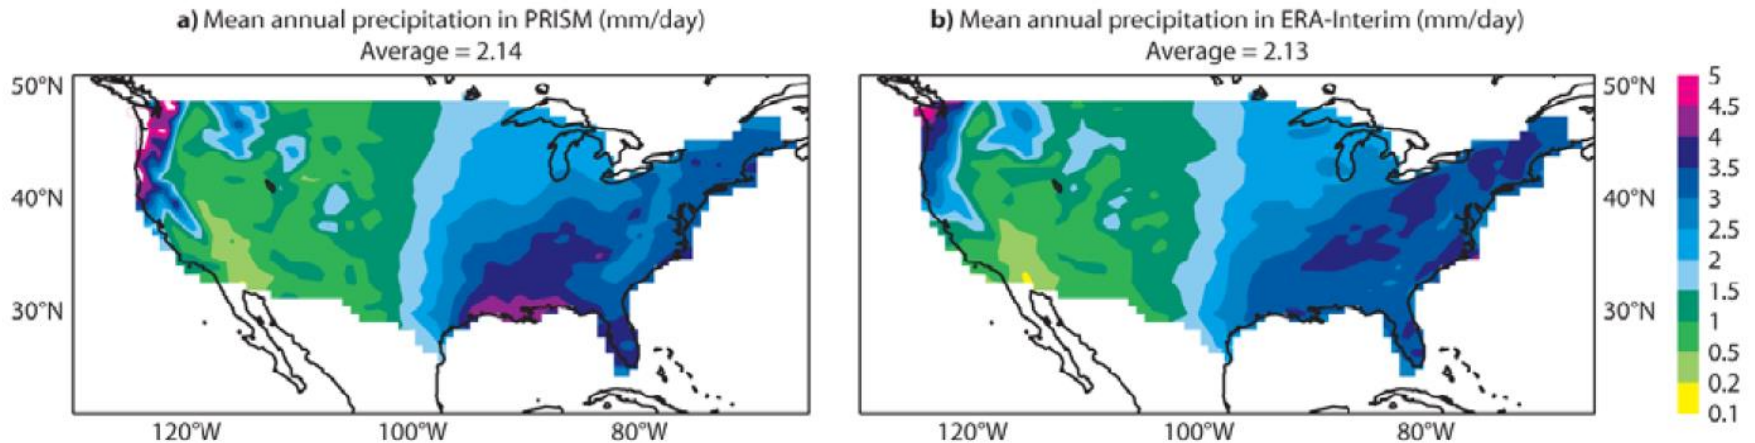 a) Mean annual precipitation in PRISM (mm/day)
Average = 2.14
b) Mean annual precipitation in ERA-Interim (mm/day)
Average = 2.13
50°N
40°N
30°N
120°W
100°W
80°W
50°N
40°N
30°N
120°W
100°W
80°W
5
4.5
4
3.5
3
2.5
2
1.5
1
0.5
0.2
0.1